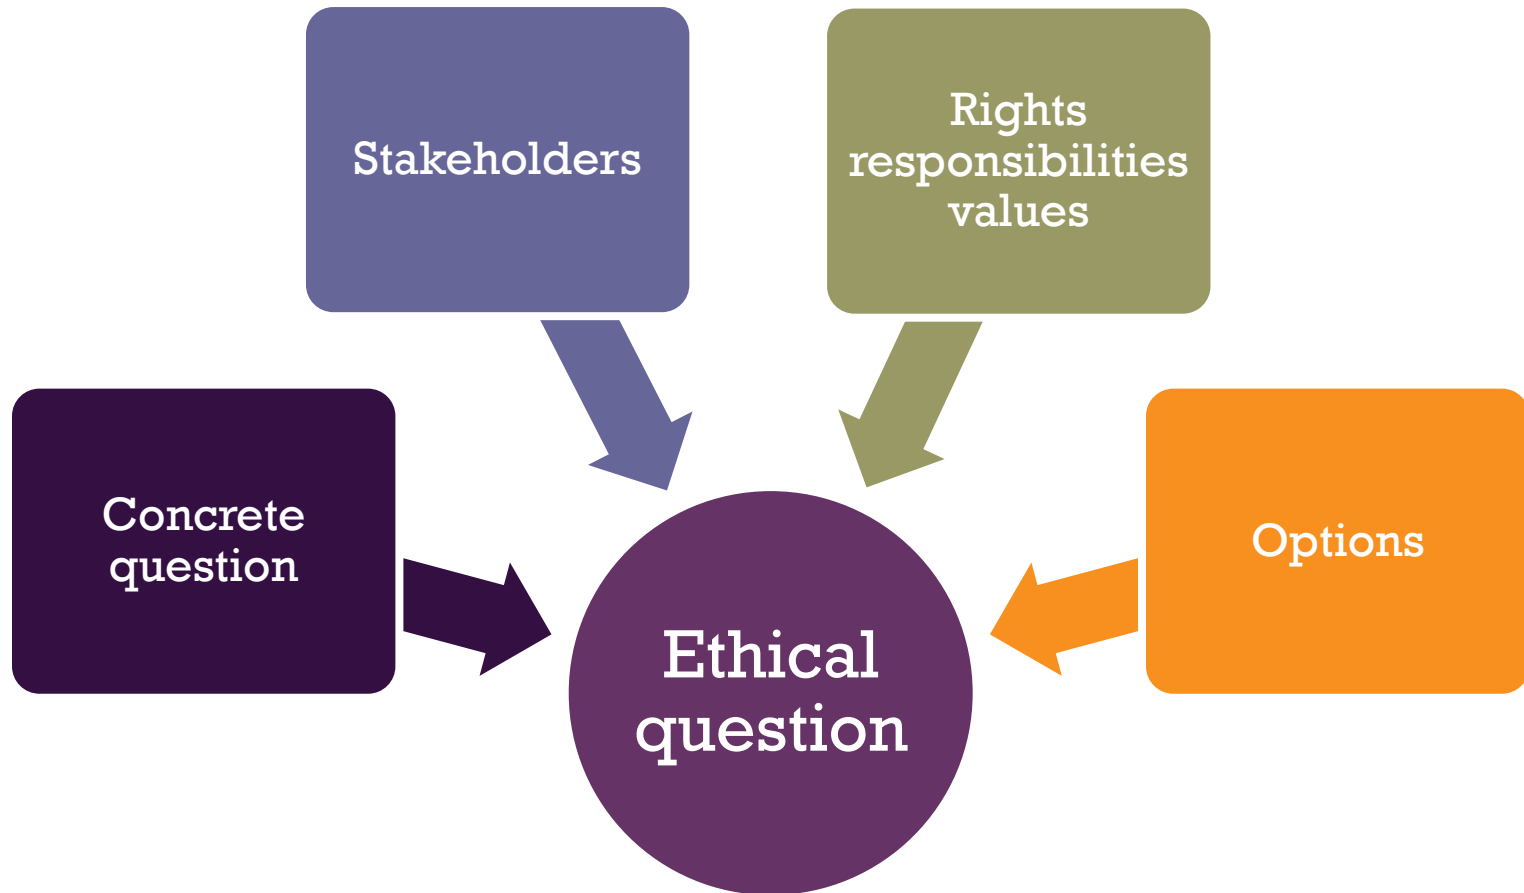 Stakeholders
Rights
responsibilities
values
Concrete
question
Options
Ethical
question